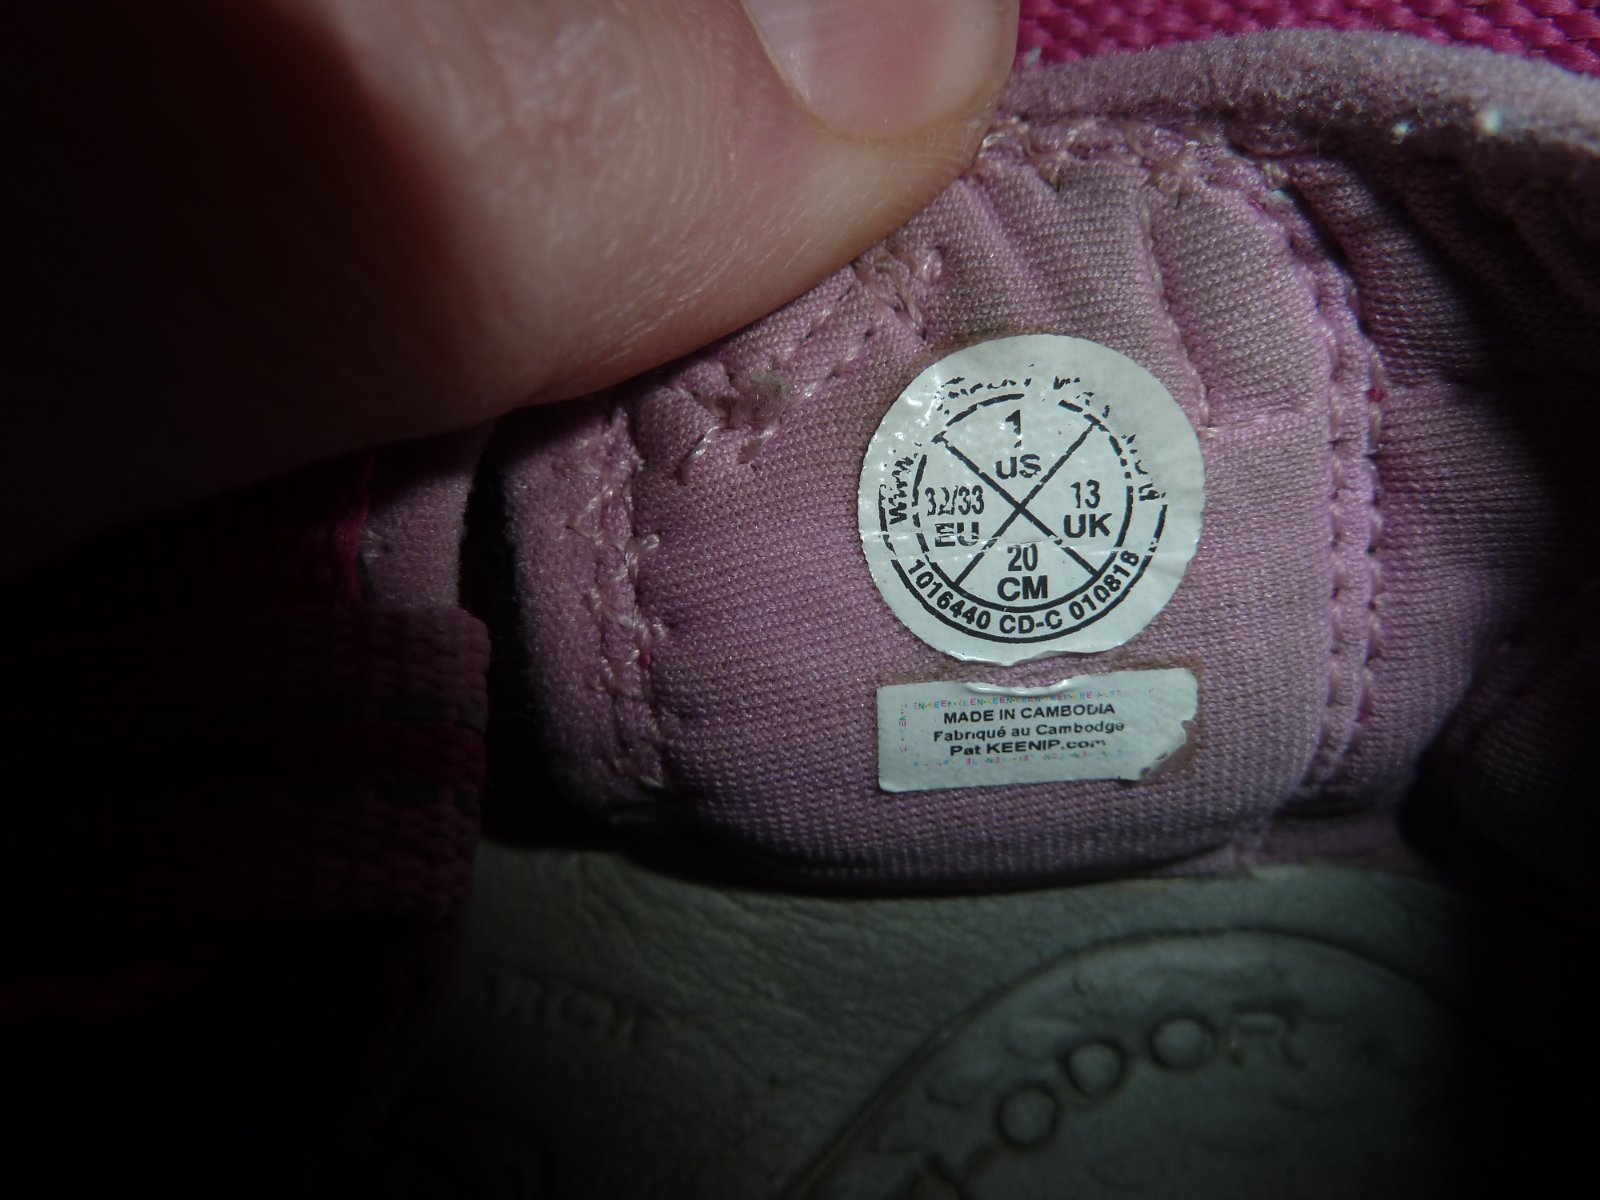 1
US
32/33
EU
13
UK
20
CM
1016440 CD-C 010818
MADE IN CAMBODIA
Fabriqué au Cambodge
Pat KEENIP.com
ODOR